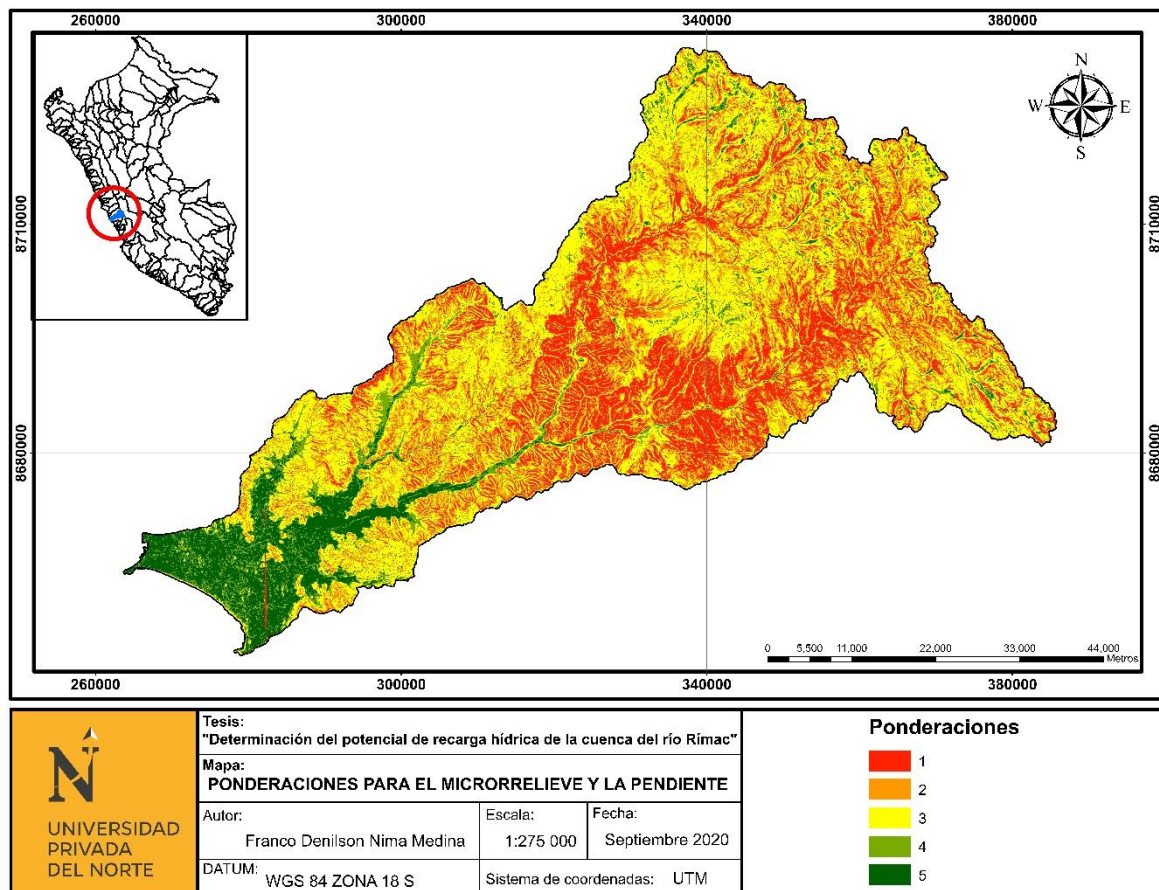 260000 300000 340000 380000
N
W E
S
8710000 8710000
8680000 8680000
0 5,500 11,000 22,000 33,000 44,000
Metros
260000 300000 340000 380000
N
UNIVERSIDAD
PRIVADA
DEL NORTE
Tesis:
"Determinación del potencial de recarga hídrica de la cuenca del río Rímac"
Mapa:
PONDERACIONES PARA EL MICRORRELIEVE Y LA PENDIENTE
Autor:
Franco Denilson Nima Medina
Escala:
1:275 000
Fecha:
Septiembre 2020
DATUM: WGS 84 ZONA 18 S
Sistema de coordenadas: UTM
Ponderaciones
1
2
3
4
5